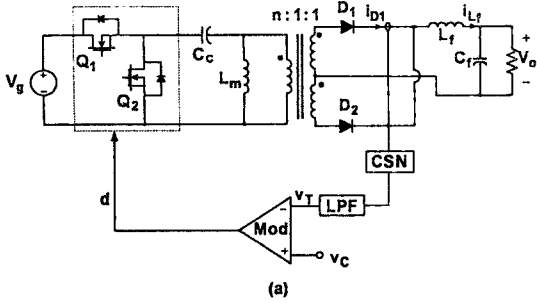 n:1:1
D1
iD1
iLf
Lf
Q1
Cc
Vg
Q2
Lm
Cf
+
Vo
-
D2
CSN
d
vT
LPF
-
Mod
+
vC
(a)